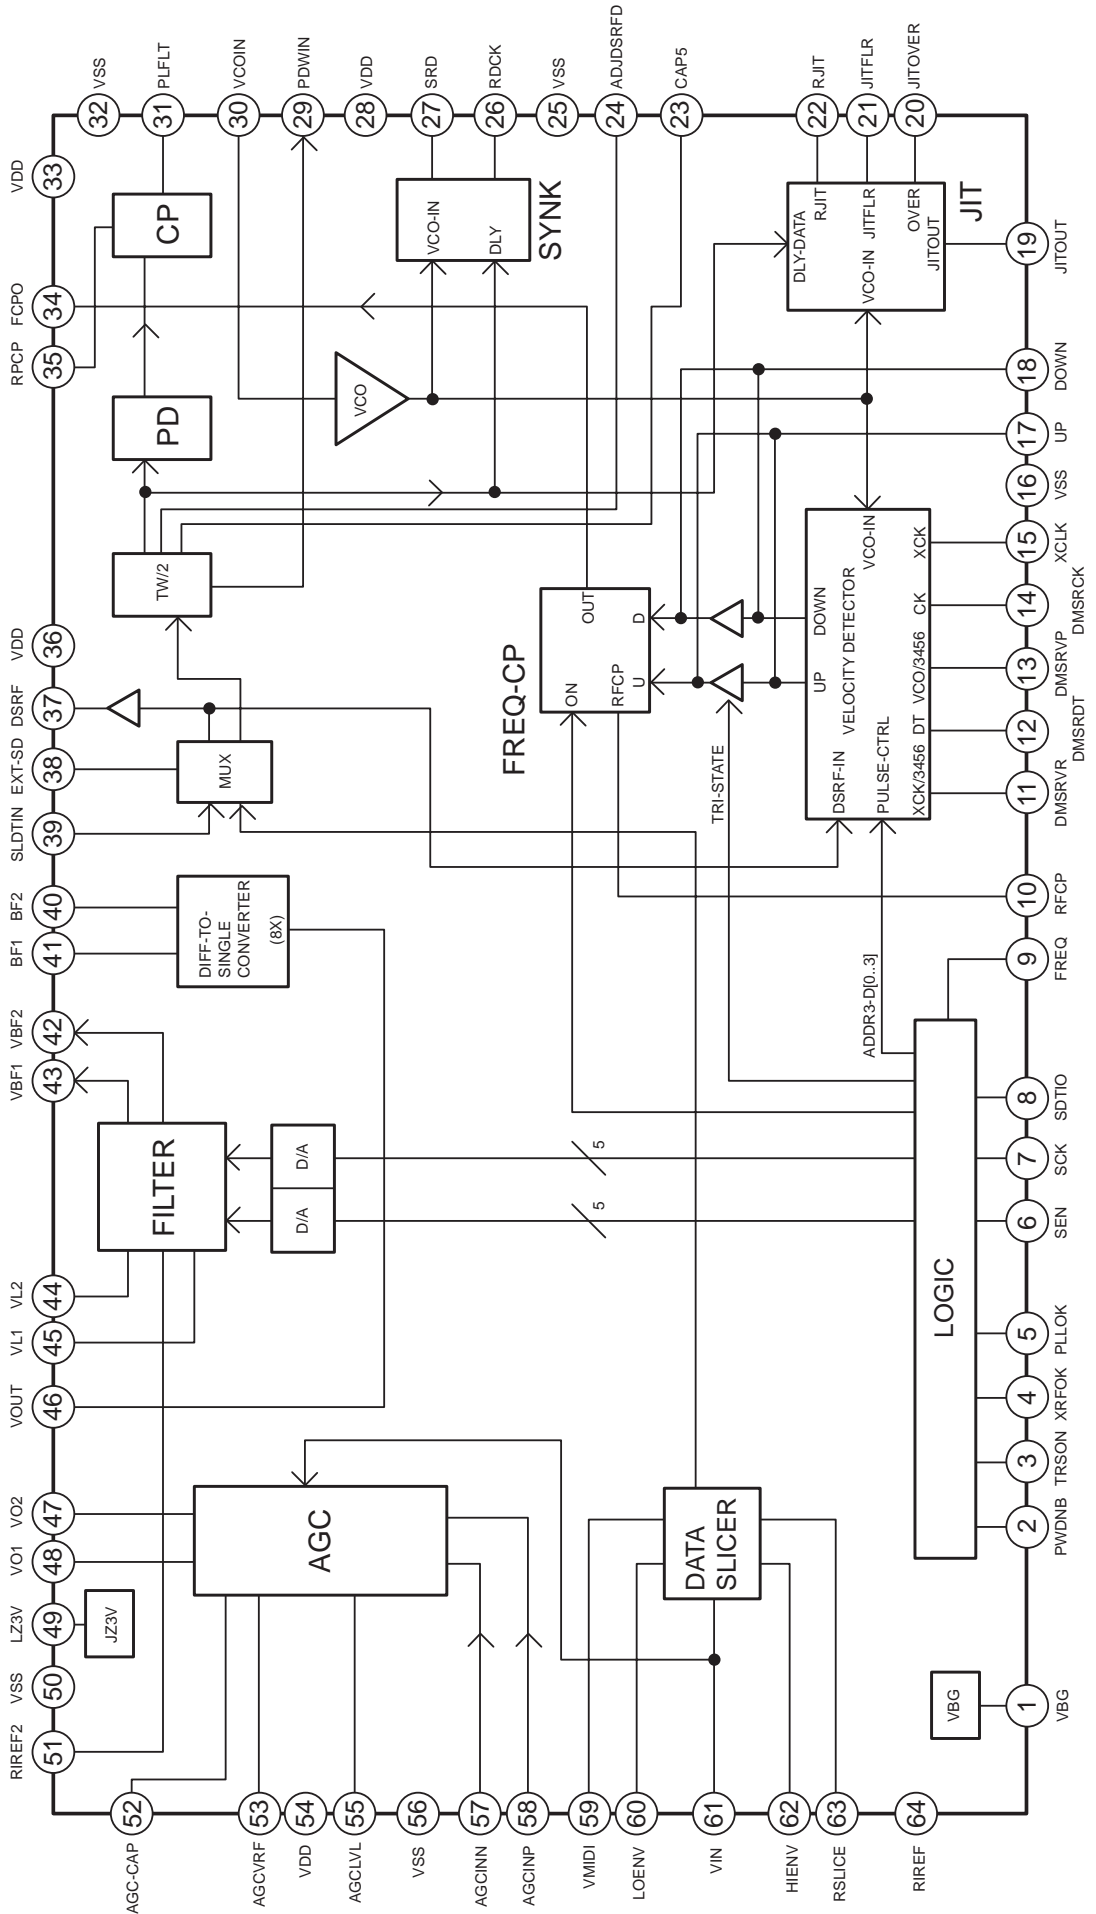 VSS
PLFLT
VCOIN
PDWIN
VDD
SRD
RDCK
VSS
ADJDSRFD
CAP5
RJIT
JITFLR
JITOVER
32
31
30
29
28
27
26
25
24
23
22
21
20
VDD
33
FCPO
34
RPCP
35
VDD
36
DSRF
37
EXT-SD
38
SLDTIN
39
BF2
40
BF1
41
VBF2
42
VBF1
43
VL2
44
VL1
45
VOUT
46
VO2
47
VO1
48
LZ3V
49
VSS
50
RIREF2
51
CP
PD
TW/2
MUX
VCO
VCO-IN
DLY
SYNK
DLY-DATA
RJIT
VCO-IN
JITFLR
OVER
JITOUT
JIT
FREQ-CP
ON
OUT
RFCP
U
D
TRI-STATE
DOWN
UP
VCO-IN
VELOCITY DETECTOR
DSRF-IN
PULSE-CTRL
XCK/3456
DT
VCO/3456
CK
XCK
ADDR3-D[0..3]
DIFF-TO-
SINGLE
CONVERTER
(8X)
FILTER
D/A
D/A
5
5
LOGIC
AGC
DATA
SLICER
JZ3V
VBG
19
JITOUT
18
DOWN
17
UP
16
VSS
15
XCLK
14
DMSRCK
13
DMSRVP
12
DMSRDT
11
DMSRVR
10
RFCP
9
FREQ
8
SDTIO
7
SCK
6
SEN
5
PLLOK
4
XRFOK
3
TRSON
2
PWDNB
1
VBG
52
53
54
55
56
57
58
59
60
61
62
63
64
AGC-CAP
AGCVRF
VDD
AGCLVL
VSS
AGCINN
AGCINP
VMIDI
LOENV
VIN
HIENV
RSLICE
RIREF